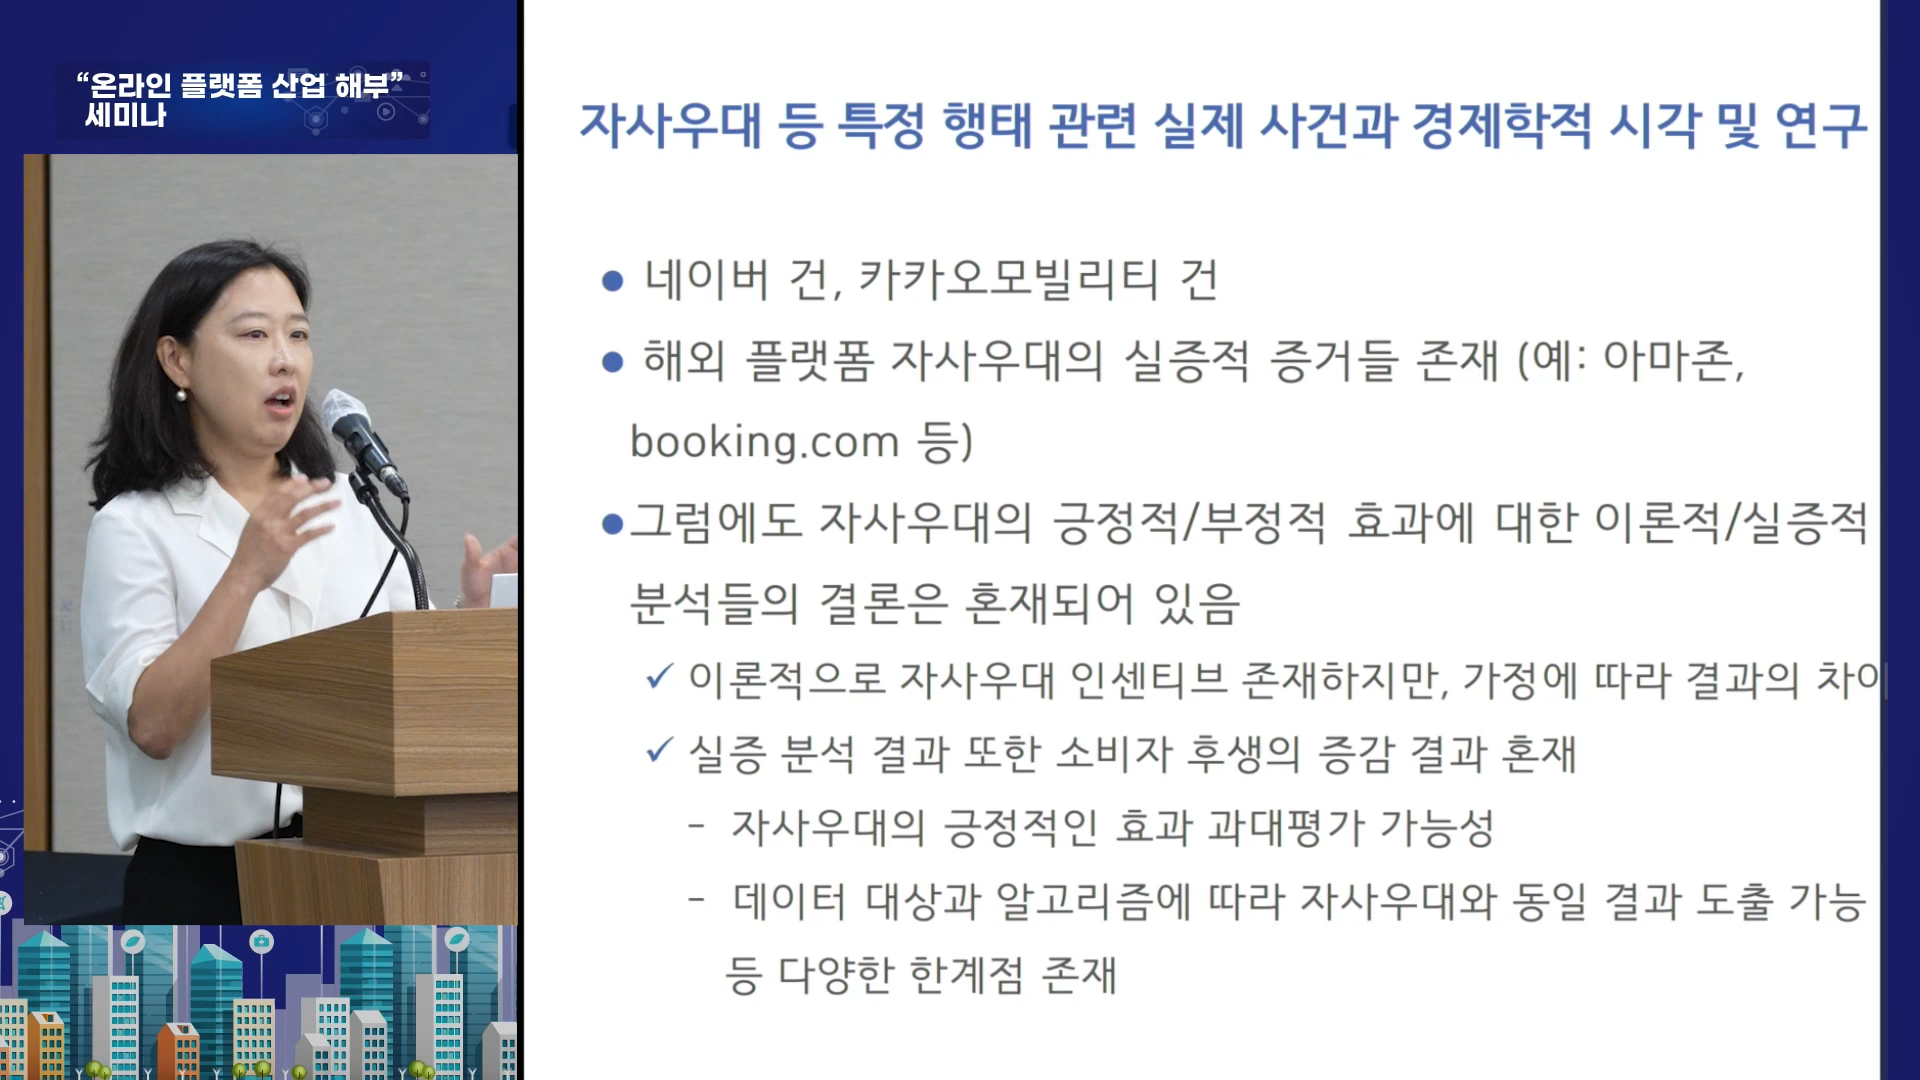 “온라인 플랫폼 산업 해부”
세미나
자사우대 등 특정 행태 관련 실제 사건과 경제학적 시각 및 연구
● 네이버 건, 카카오모빌리티 건
● 해외 플랫폼 자사우대의 실증적 증거들 존재 (예: 아마존,
booking.com 등)
●그럼에도 자사우대의 긍정적/부정적 효과에 대한 이론적/실증적
분석들의 결론은 혼재되어 있음
✓ 이론적으로 자사우대 인센티브 존재하지만, 가정에 따라 결과의 차이
✓ 실증 분석 결과 또한 소비자 후생의 증감 결과 혼재
- 자사우대의 긍정적인 효과 과대평가 가능성
- 데이터 대상과 알고리즘에 따라 자사우대와 동일 결과 도출 가능
등 다양한 한계점 존재